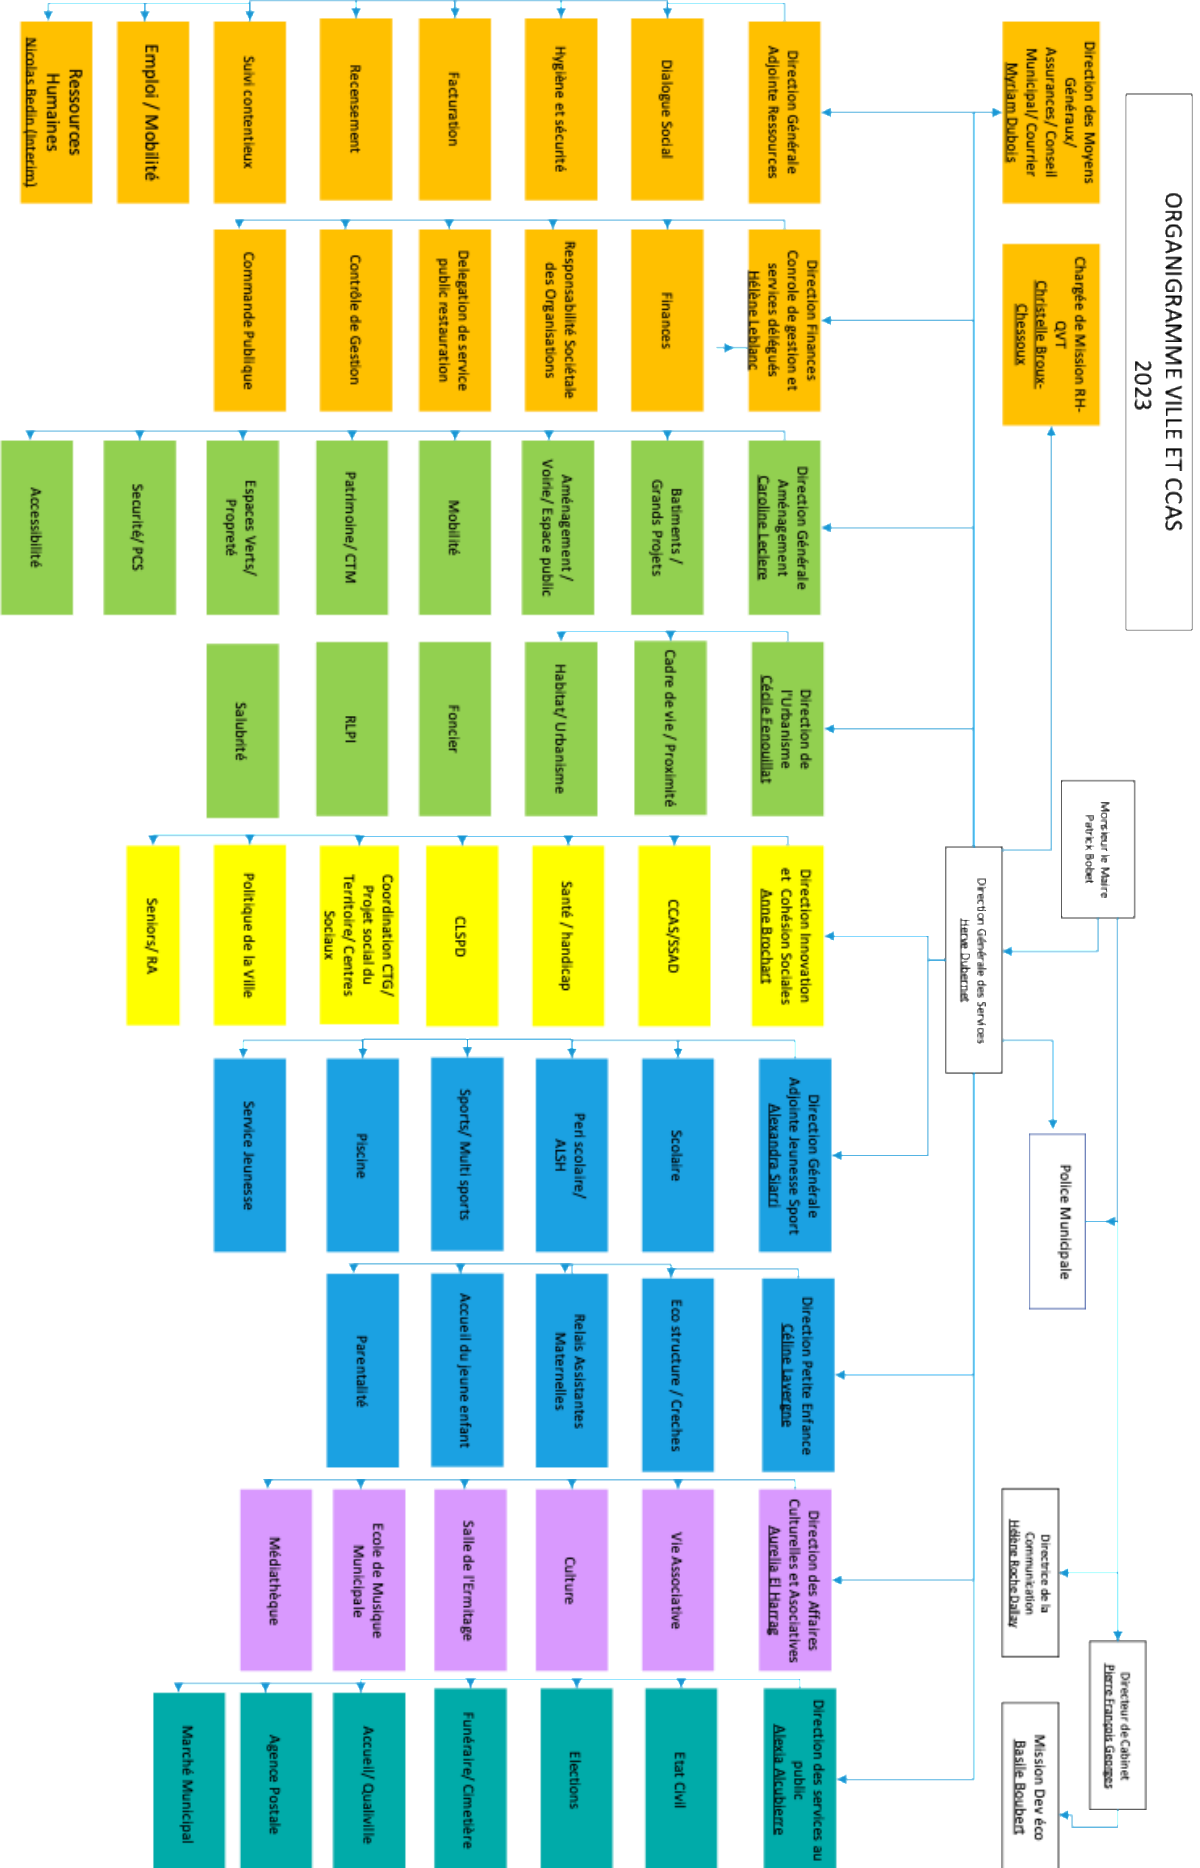 ORGANIGRAMME VILLE ET CCAS
2023
Monsieur le Maire
Patrick Bobet
Directeur de Cabinet
Pierre François Georges
Direction des Moyens
Généraux/
Assurances/ Conseil
Municipal/ Courrier
Myriam Dubois
Chargée de Mission RH-
QVT
Christelle Broux-
Chessoux
Police Municipale
Directrice de la
Communication
Hélène Roche Dallay
Mission Dev éco
Basile Boubert
Direction Générale des Services
Herve Dubernet
Direction Générale
Adjointe Ressources
Dialogue Social
Hygiène et sécurité
Facturation
Recensement
Suivi contentieux
Emploi / Mobilité
Ressources
Humaines
Nicolas Bedin (Interim)
Direction Finances
Conrole de gestion et
services délégués
Hélène Leblanc
Finances
Responsabilité Sociétale
des Organisations
Delegation de service
public restauration
Contrôle de Gestion
Commande Publique
Direction Générale
Aménagement
Caroline Leclere
Batiments /
Grands Projets
Aménagement /
Voirie/ Espace public
Mobilité
Patrimoine/ CTM
Espaces Verts/
Propreté
Securité/ PCS
Accessibilité
Direction de
l'Urbanisme
Cécile Fenouillat
Cadre de vie / Proximité
Habitat/ Urbanisme
Foncier
RLPI
Salubrité
Direction Innovation
et Cohésion Sociales
Anne Brochart
CCAS/SSAD
Santé / handicap
CLSPD
Coordination CTG/
Projet social du
Territoire/ Centres
Sociaux
Politique de la Ville
Seniors/ RA
Direction Générale
Adjointe Jeunesse Sport
Alexandra Siarri
Scolaire
Peri scolaire/
ALSH
Sports/ Multi sports
Piscine
Service Jeunesse
Direction Petite Enfance
Céline Lavergne
Eco structure / Creches
Relais Assistantes
Maternelles
Accueil du jeune enfant
Parentalité
Direction des Affaires
Culturelles et Asociatives
Aurelia El Harrag
Vie Associative
Culture
Salle de l'Ermitage
Ecole de Musique
Municipale
Médiathèque
Direction des services au
public
Alexia Alcubierre
Etat Civil
Elections
Funéraire/ Cimetière
Accueil/ Qualiville
Agence Postale
Marché Municipal